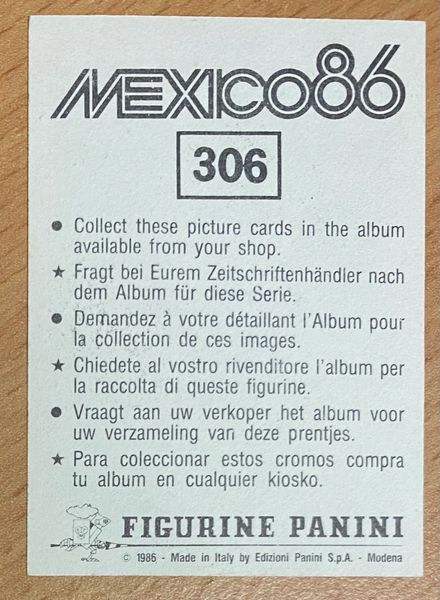 MEXICO86
306
● Collect these picture cards in the album
available from your shop.
★ Fragt bei Eurem Zeitschriftenhändler nach
dem Album für diese Serie.
● Demandez à votre détaillant l'Album pour
la collection de ces images.
★ Chiedete al vostro rivenditore l'album per
la raccolta di queste figurine.
● Vraagt aan uw verkoper het album voor
uw verzameling van deze prentjes.
★ Para coleccionar estos cromos compra
tu album en cualquier kiosko.
FIGURINE PANINI
© 1986 - Made in Italy by Edizioni Panini S.p.A. - Modena